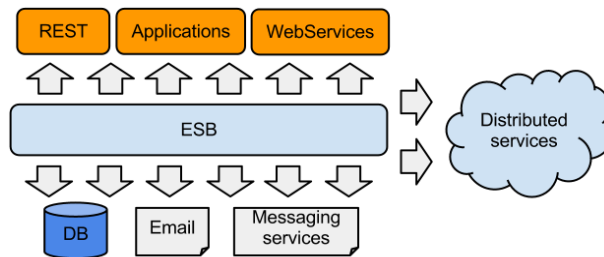 REST
Applications
WebServices
ESB
Distributed
services
DB
Email
Messaging
services